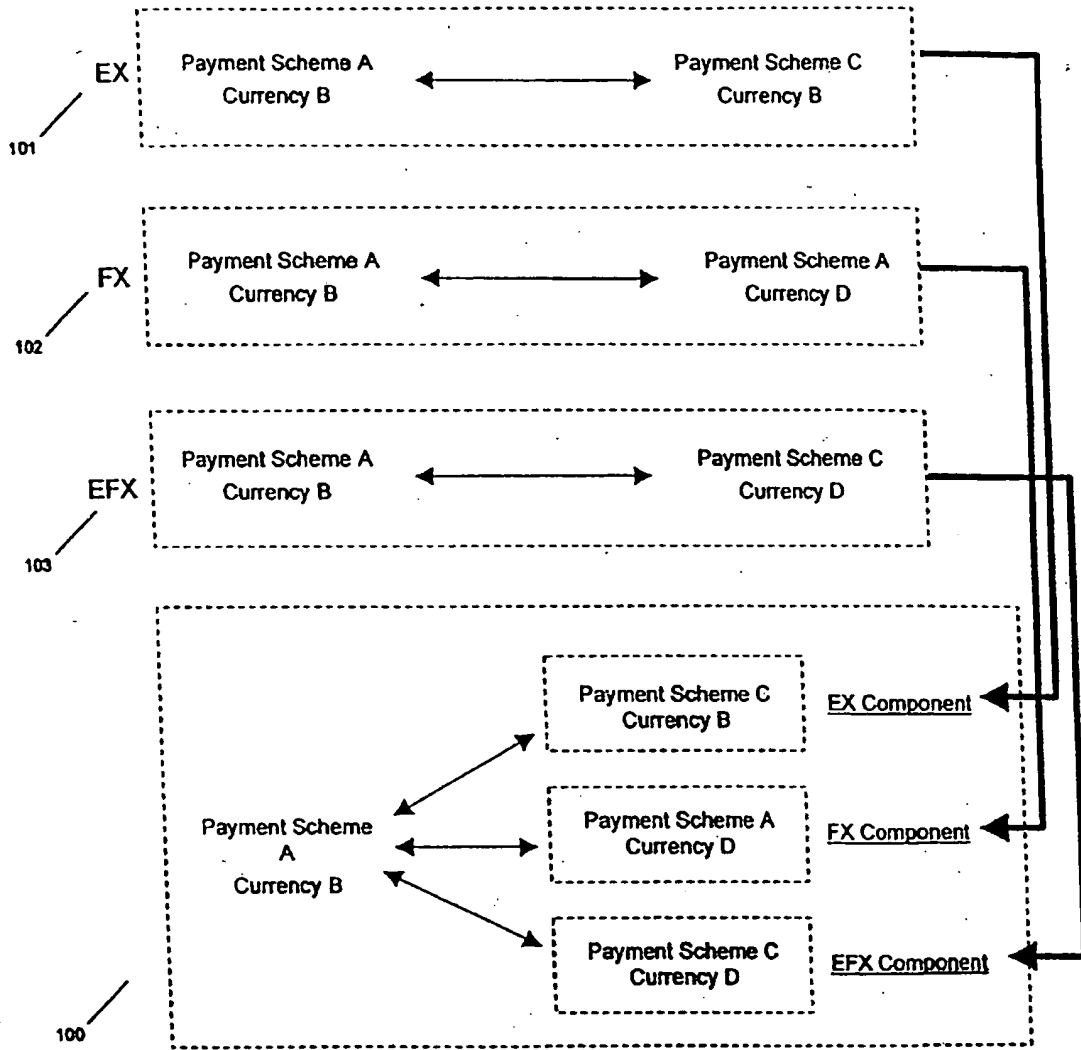 EX
Payment Scheme A
Currency B
Payment Scheme C
Currency B
101
FX
Payment Scheme A
Currency B
Payment Scheme A
Currency D
102
EFX
Payment Scheme A
Currency B
Payment Scheme C
Currency D
103
Payment Scheme C
Currency B
EX Component
Payment Scheme
A
Currency B
Payment Scheme A
Currency D
FX Component
Payment Scheme C
Currency D
EFX Component
100